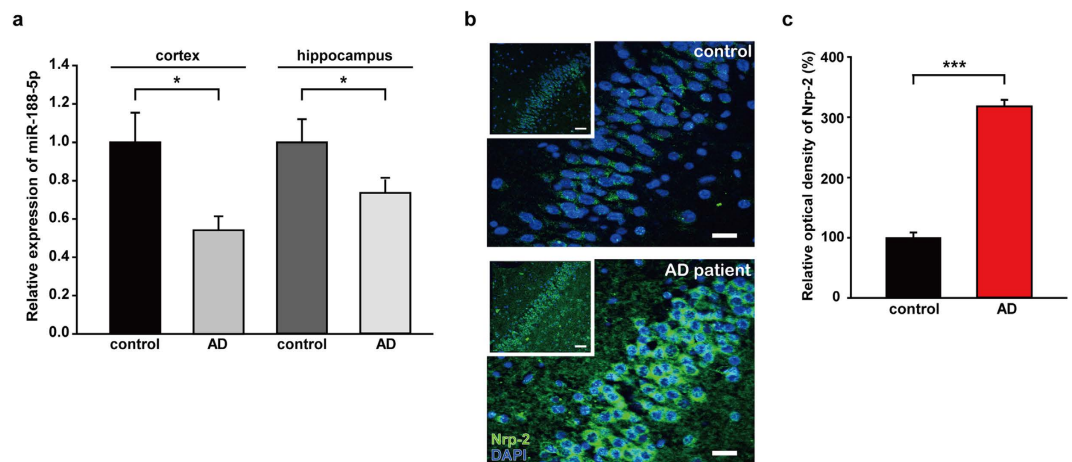 a
cortex
hippocampus
Relative expression of miR-188-5p
1.4
1.2
1.0
0.8
0.6
0.4
0.2
0.0
*
*
control
AD
control
AD
b
control
AD patient
Nrp-2
DAPI
c
Relative optical density of Nrp-2 (%)
400
300
200
100
0
***
control
AD